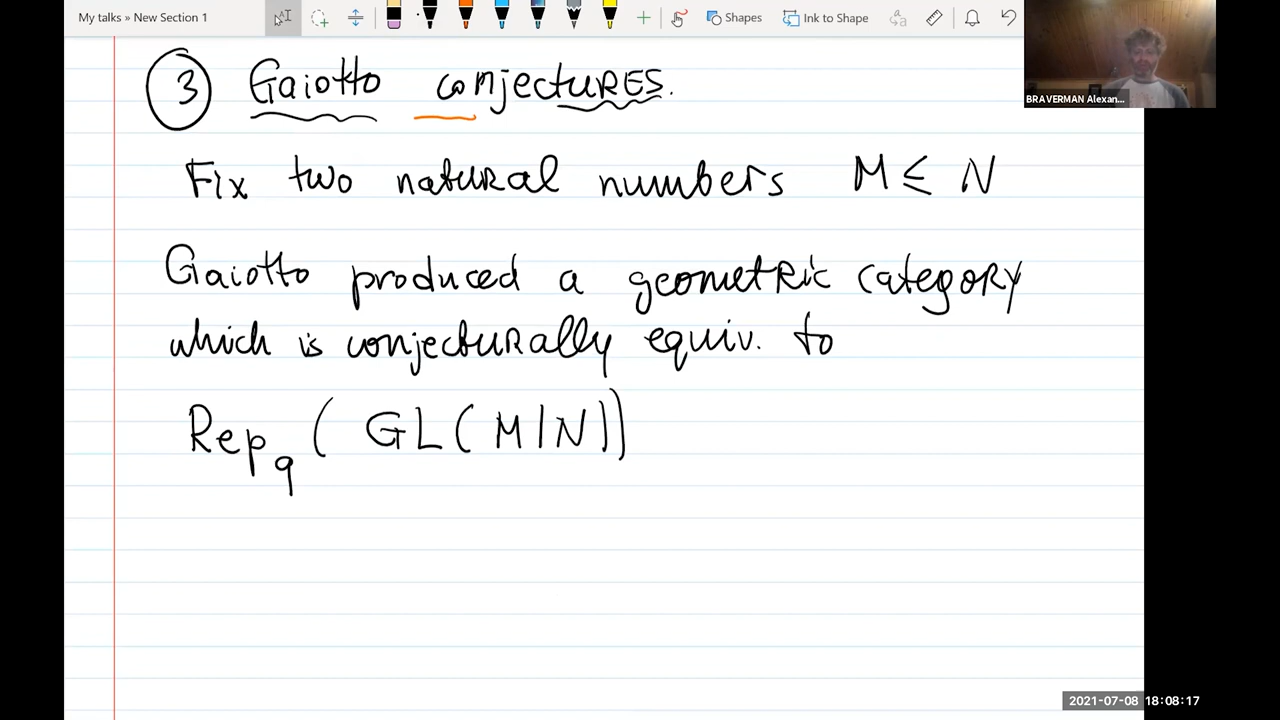 My talks » New Section 1
Shapes
Ink to Shape
BRAVERMAN Alexan...
③ Gaiotto conjectures.
Fix two natural numbers M ≤ N
Gaiotto produced a geometric category
which is conjecturally equiv. to
Rep_q ( GL(M|N))
2021-07-08 18:08:17